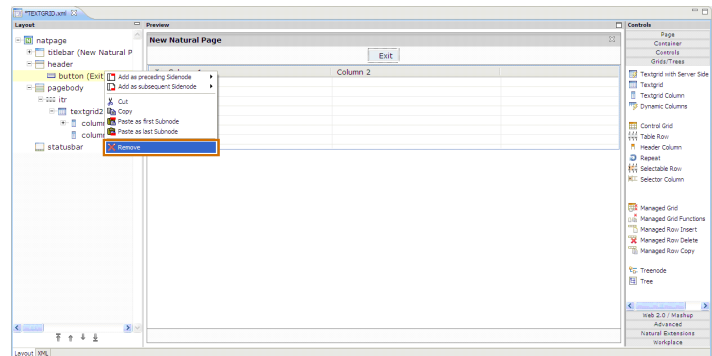 *TEXTGRID.xml
Layout
natpage
titlebar (New Natural P
header
button (Exit
pagebody
itr
textgrid2
colum
column
statusbar
Add as preceding Sidenode
Add as subsequent Sidenode
Cut
Copy
Paste as first Subnode
Paste as last Subnode
Remove
Layout XML
Preview
New Natural Page
Exit
Column 2
Controls
Page
Container
Controls
Grids/Trees
Textgrid with Server Side
Textgrid
Textgrid Column
Dynamic Columns
Control Grid
Table Row
Header Column
Repeat
Selectable Row
Selector Column
Managed Grid
Managed Grid Functions
Managed Row Insert
Managed Row Delete
Managed Row Copy
Treenode
Tree
Web 2.0 / Mashup
Advanced
Natural Extensions
Workplace